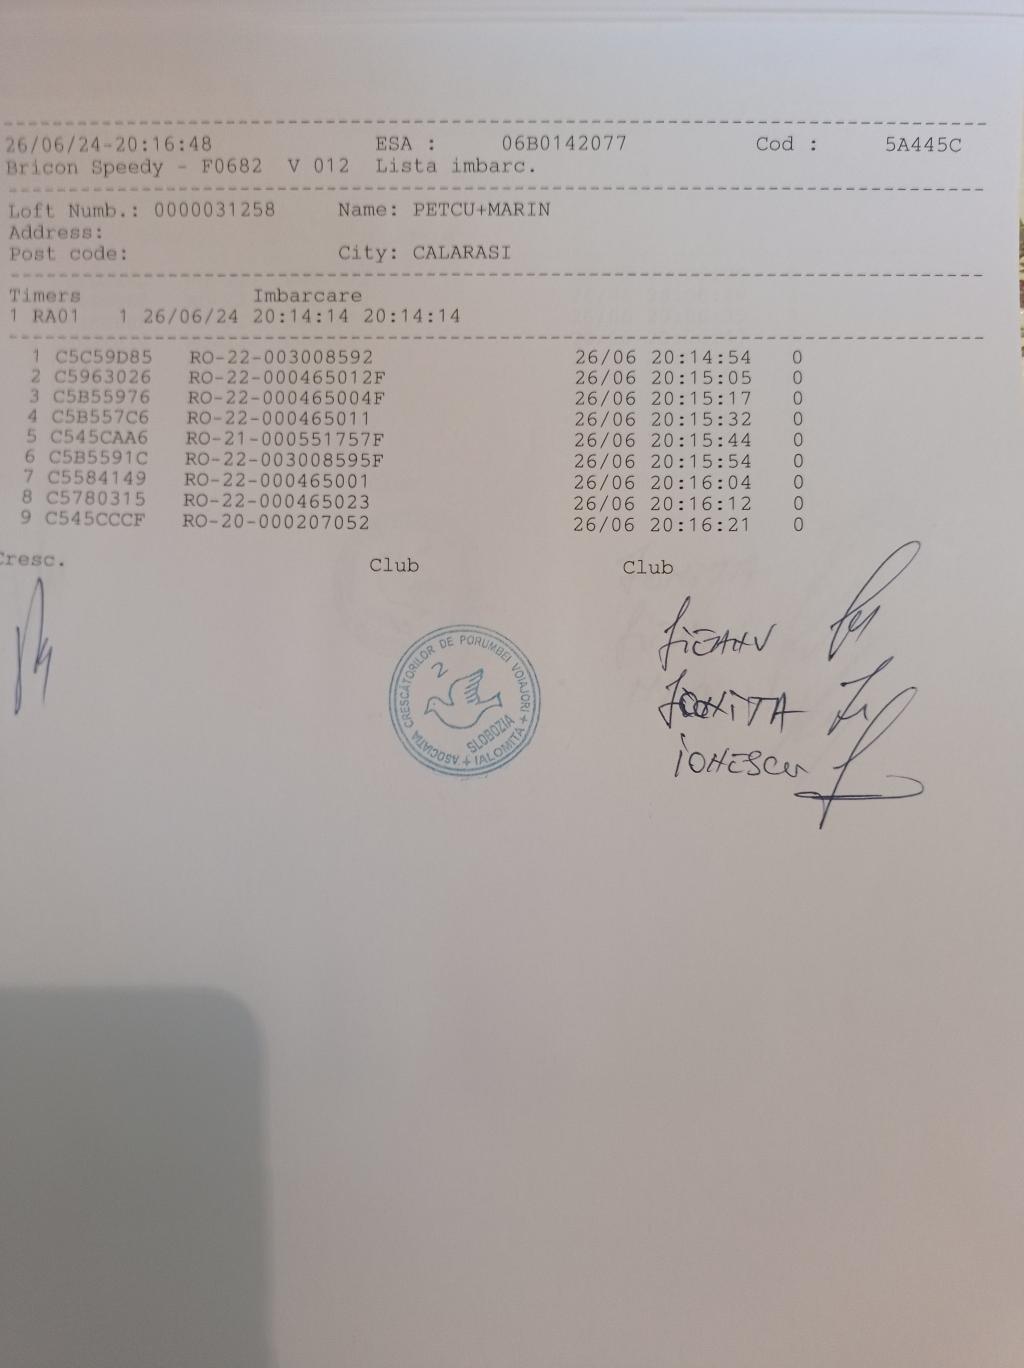 26/06/24-20:16:48 ESA : 06B0142077 Cod : 5A445C
Bricon Speedy - F0682 V 012 Lista imbarc.
Loft Numb.: 0000031258 Name: PETCU+MARIN
Address:
Post code: City: CALARASI
Timers Imbarcare
1 RA01 1 26/06/24 20:14:14 20:14:14
1 C5C59D85 RO-22-003008592 26/06 20:14:54 0
2 C5963026 RO-22-000465012F 26/06 20:15:05 0
3 C5B55976 RO-22-000465004F 26/06 20:15:17 0
4 C5B557C6 RO-22-000465011 26/06 20:15:32 0
5 C545CAA6 RO-21-000551757F 26/06 20:15:44 0
6 C5B5591C RO-22-003008595F 26/06 20:15:54 0
7 C5584149 RO-22-000465001 26/06 20:16:04 0
8 C5780315 RO-22-000465023 26/06 20:16:12 0
9 C545CCCF RO-20-000207052 26/06 20:16:21 0
Cresc. Club Club
ASOCIAȚIA CRESCĂTORILOR DE PORUMBEI VOIAJORI + IALOMIȚA +
2
SLOBOZIA
IONESCU